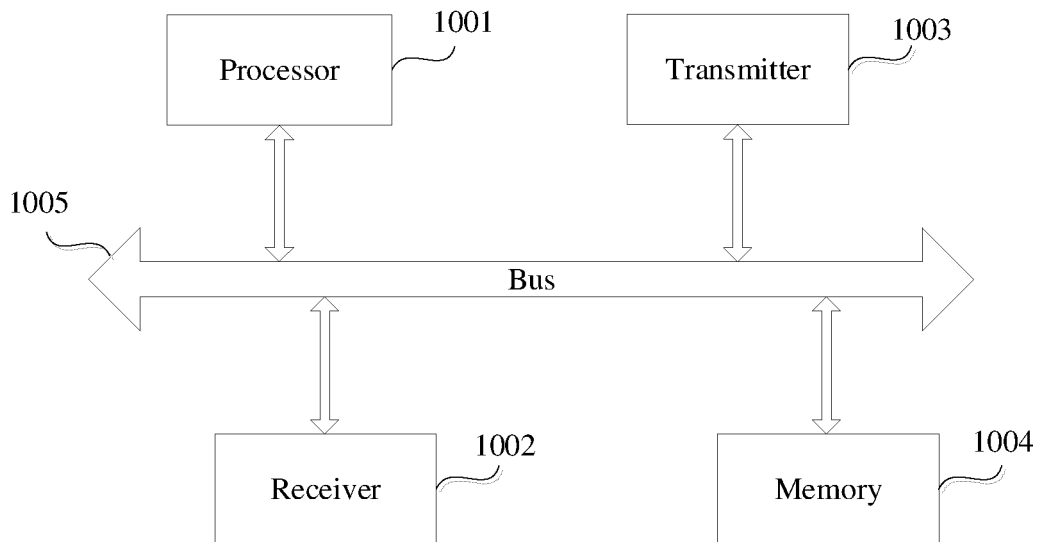 1001
Processor
1003
Transmitter
1005
Bus
1002
Receiver
1004
Memory